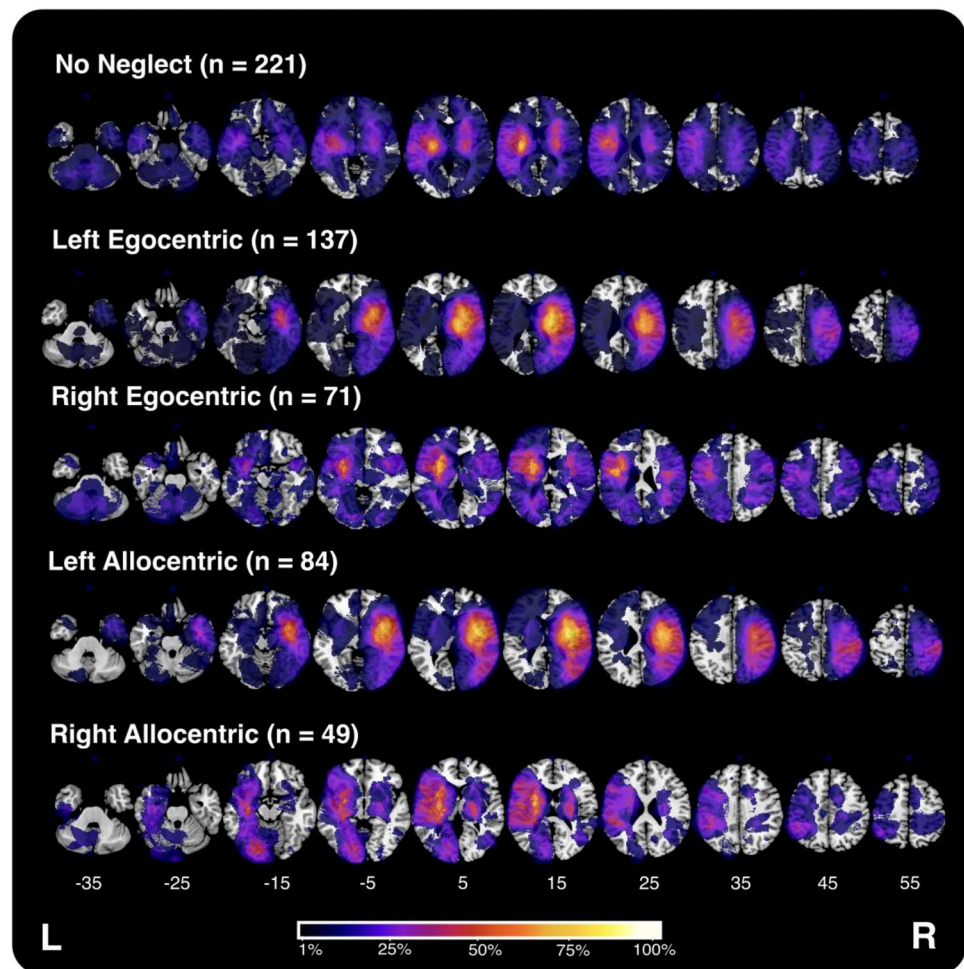 No Neglect (n = 221)
Left Egocentric (n = 137)
Right Egocentric (n = 71)
Left Allocentric (n = 84)
Right Allocentric (n = 49)
-35 -25 -15 -5 5 15 25 35 45 55
L R
1% 25% 50% 75% 100%